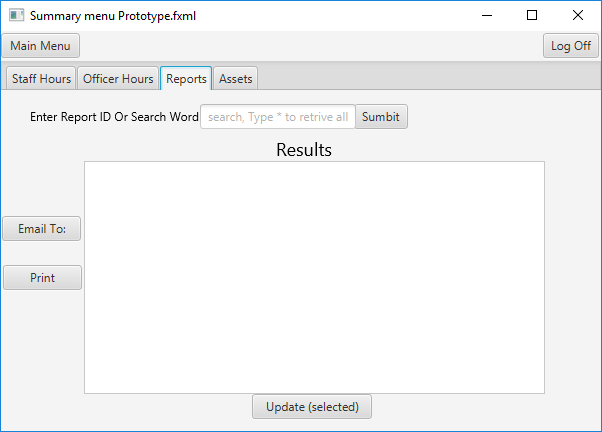 Summary menu Prototype.fxml
Main Menu
Log Off
Staff Hours
Officer Hours
Reports
Assets
Enter Report ID Or Search Word
search, Type * to retrive all
Sumbit
Results
Email To:
Print
Update (selected)